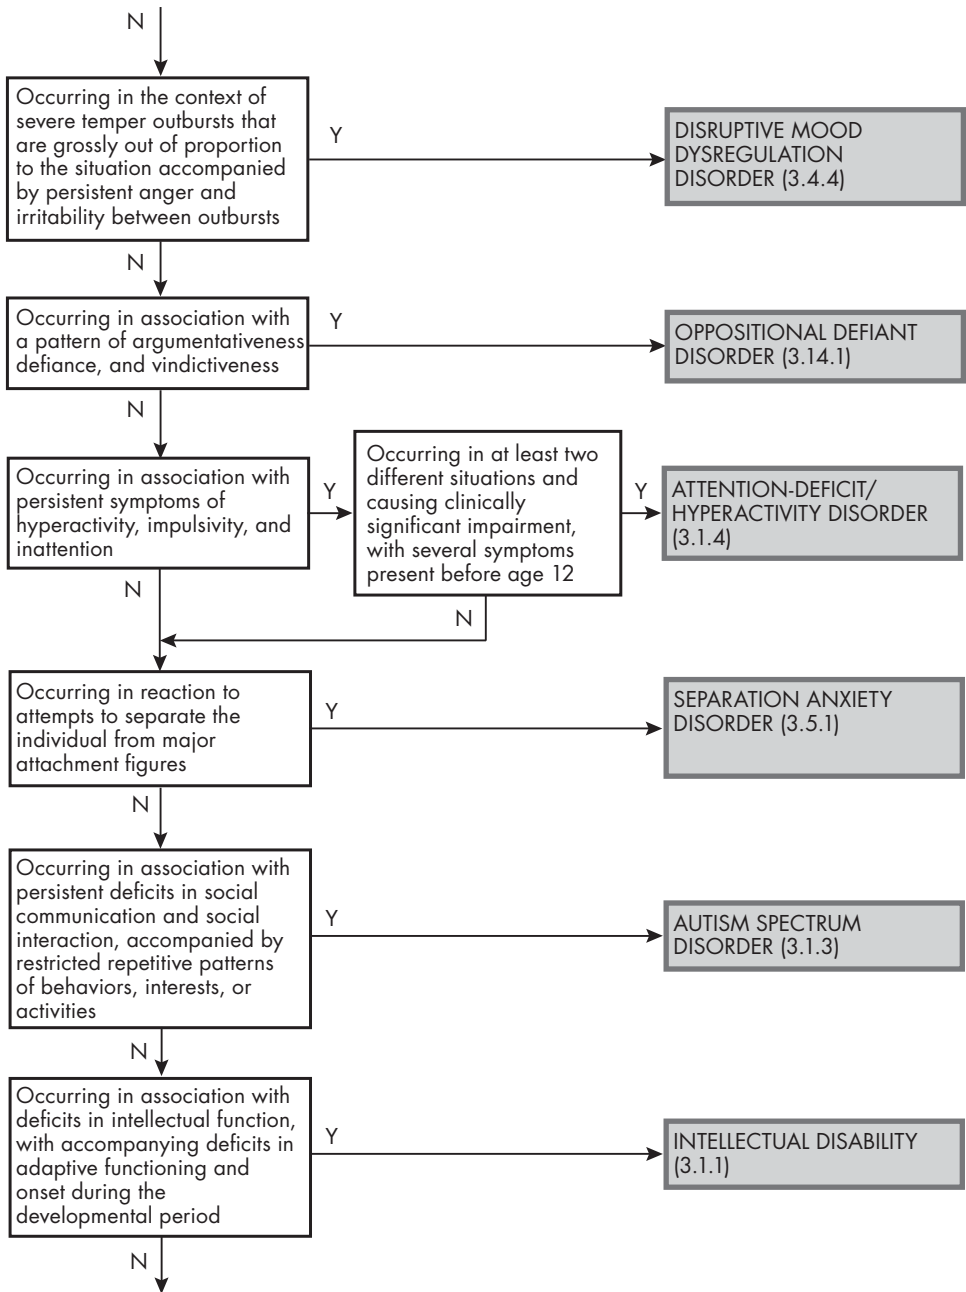 N
Occurring in the context of
severe temper outbursts that
are grossly out of proportion
to the situation accompanied
by persistent anger and
irritability between outbursts
Y
DISRUPTIVE MOOD
DYSREGULATION
DISORDER (3.4.4)
N
Occurring in association with
a pattern of argumentativeness
defiance, and vindictiveness
Y
OPPOSITIONAL DEFIANT
DISORDER (3.14.1)
N
Occurring in association with
persistent symptoms of
hyperactivity, impulsivity, and
inattention
Y
Occurring in at least two
different situations and
causing clinically
significant impairment,
with several symptoms
present before age 12
Y
ATTENTION-DEFICIT/
HYPERACTIVITY DISORDER
(3.1.4)
N
N
Occurring in reaction to
attempts to separate the
individual from major
attachment figures
Y
SEPARATION ANXIETY
DISORDER (3.5.1)
N
Occurring in association with
persistent deficits in social
communication and social
interaction, accompanied by
restricted repetitive patterns
of behaviors, interests, or
activities
Y
AUTISM SPECTRUM
DISORDER (3.1.3)
N
Occurring in association with
deficits in intellectual function,
with accompanying deficits in
adaptive functioning and
onset during the
developmental period
Y
INTELLECTUAL DISABILITY
(3.1.1)
N